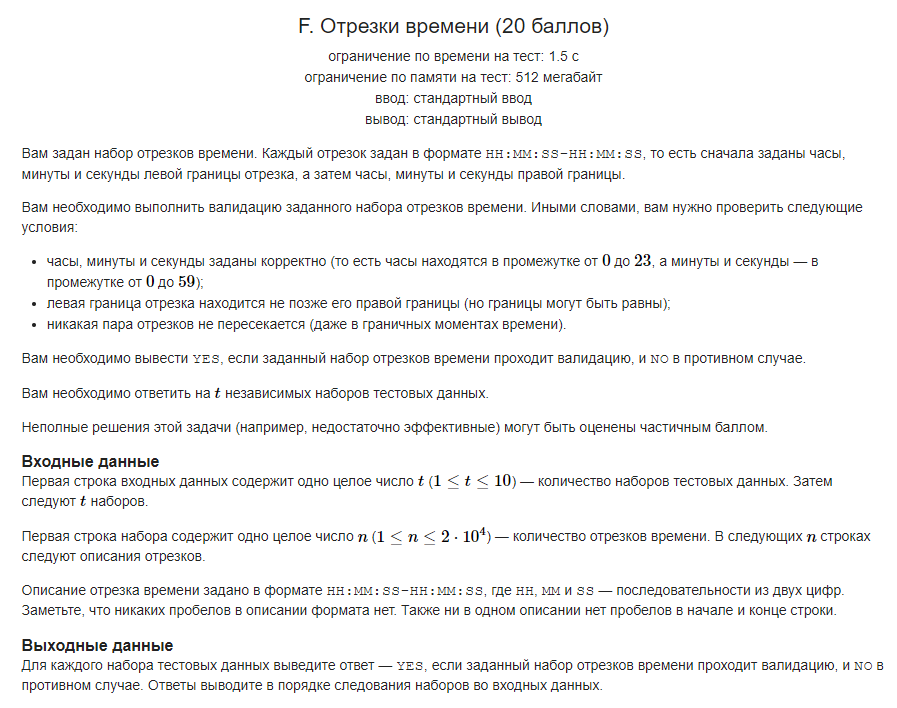 F. Отрезки времени (20 баллов)
ограничение по времени на тест: 1.5 с
ограничение по памяти на тест: 512 мегабайт
ввод: стандартный ввод
вывод: стандартный вывод
Вам задан набор отрезков времени. Каждый отрезок задан в формате HH:MM:SS-HH:MM:SS, то есть сначала заданы часы,
минуты и секунды левой границы отрезка, а затем часы, минуты и секунды правой границы.
Вам необходимо выполнить валидацию заданного набора отрезков времени. Иными словами, вам нужно проверить следующие
условия:
• часы, минуты и секунды заданы корректно (то есть часы находятся в промежутке от 0 до 23, а минуты и секунды — в
промежутке от 0 до 59);
• левая граница отрезка находится не позже его правой границы (но границы могут быть равны);
• никакая пара отрезков не пересекается (даже в граничных моментах времени).
Вам необходимо вывести YES, если заданный набор отрезков времени проходит валидацию, и NO в противном случае.
Вам необходимо ответить на t независимых наборов тестовых данных.
Неполные решения этой задачи (например, недостаточно эффективные) могут быть оценены частичным баллом.
Входные данные
Первая строка входных данных содержит одно целое число t (1 ≤ t ≤ 10) — количество наборов тестовых данных. Затем
следуют t наборов.
Первая строка набора содержит одно целое число n (1 ≤ n ≤ 2 · 10⁴) — количество отрезков времени. В следующих n строках
следуют описания отрезков.
Описание отрезка времени задано в формате HH:MM:SS-HH:MM:SS, где HH, MM и SS — последовательности из двух цифр.
Заметьте, что никаких пробелов в описании формата нет. Также ни в одном описании нет пробелов в начале и конце строки.
Выходные данные
Для каждого набора тестовых данных выведите ответ — YES, если заданный набор отрезков времени проходит валидацию, и NO в
противном случае. Ответы выводите в порядке следования наборов во входных данных.